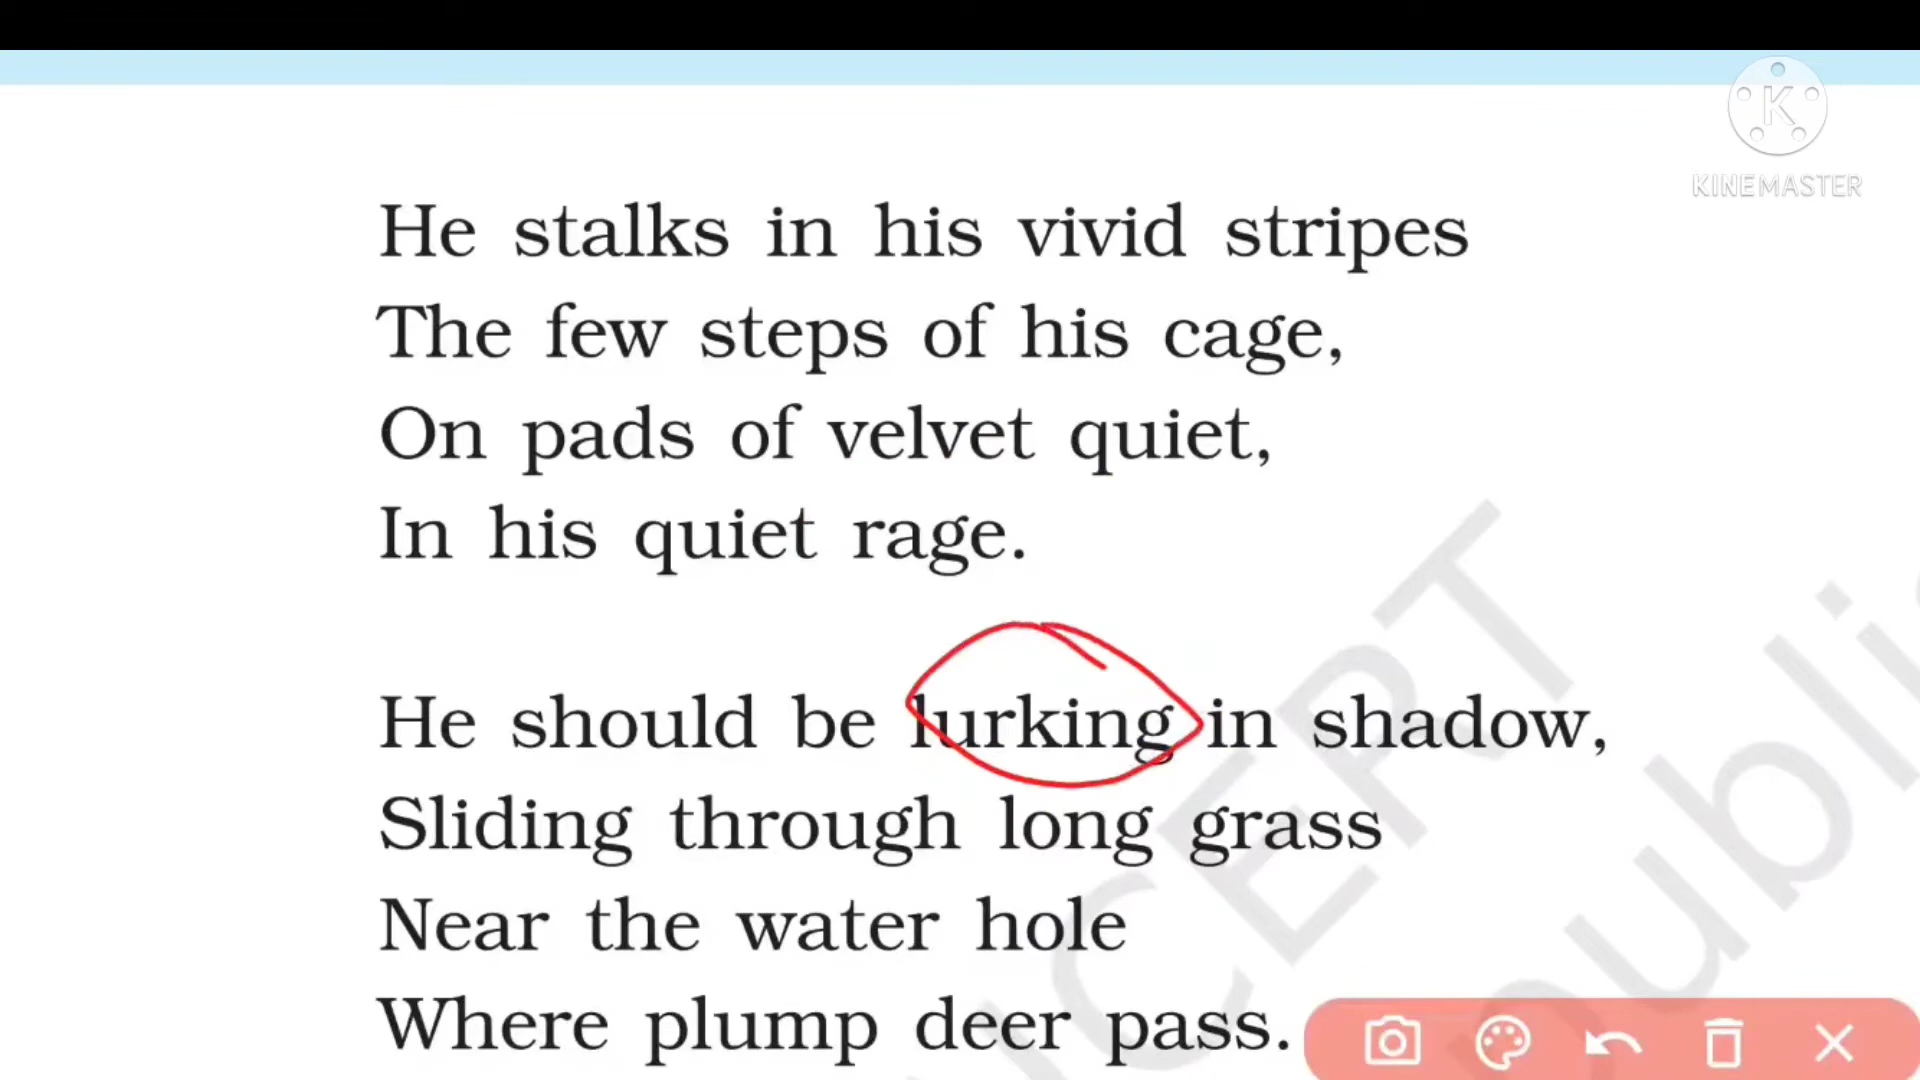 K
KINEMASTER
He stalks in his vivid stripes
The few steps of his cage,
On pads of velvet quiet,
In his quiet rage.
He should be lurking in shadow,
Sliding through long grass
Near the water hole
Where plump deer pass.
NCERT
publis